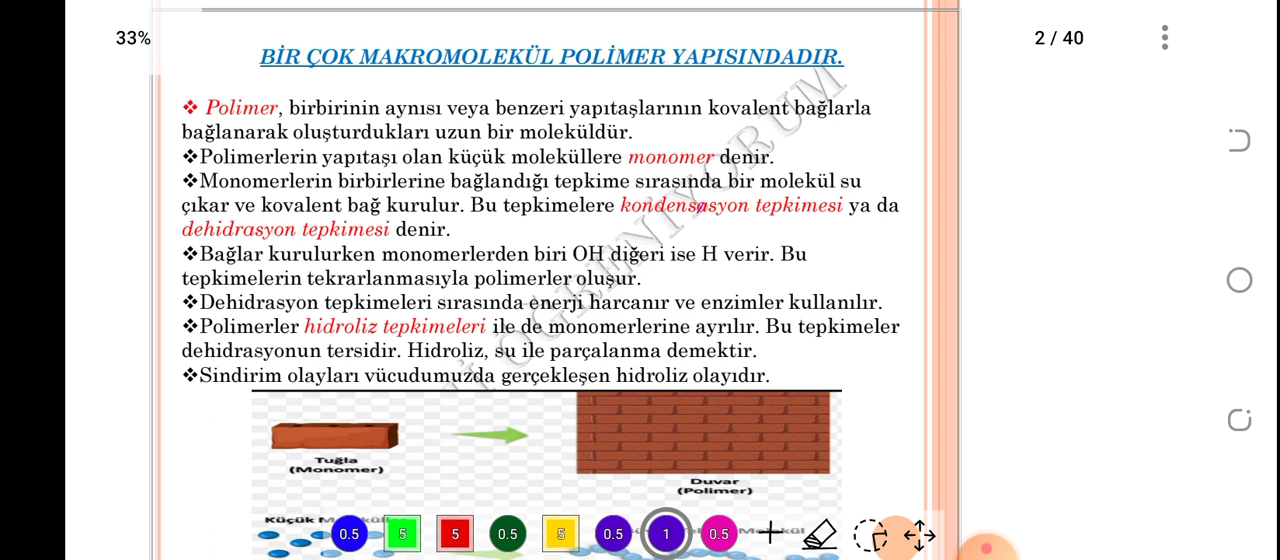 33%
2 / 40
BİR ÇOK MAKROMOLEKÜL POLİMER YAPISINDADIR.
❖ Polimer, birbirinin aynısı veya benzeri yapıtaşlarının kovalent bağlarla
bağlanarak oluşturdukları uzun bir moleküldür.
❖Polimerlerin yapıtaşı olan küçük moleküllere monomer denir.
❖Monomerlerin birbirlerine bağlandığı tepkime sırasında bir molekül su
çıkar ve kovalent bağ kurulur. Bu tepkimelere kondensasyon tepkimesi ya da
dehidrasyon tepkimesi denir.
❖Bağlar kurulurken monomerlerden biri OH diğeri ise H verir. Bu
tepkimelerin tekrarlanmasıyla polimerler oluşur.
❖Dehidrasyon tepkimeleri sırasında enerji harcanır ve enzimler kullanılır.
❖Polimerler hidroliz tepkimeleri ile de monomerlerine ayrılır. Bu tepkimeler
dehidrasyonun tersidir. Hidroliz, su ile parçalanma demektir.
❖Sindirim olayları vücudumuzda gerçekleşen hidroliz olayıdır.
ÖĞRENİYORUM
Tuğla
(Monomer)
Duvar
(Polimer)
Küçük
0.5 5 5 0.5 5 0.5 1 0.5